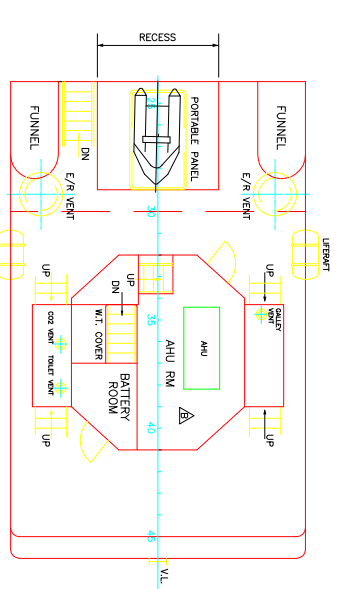 RECESS
FUNNEL
DN
25
PORTABLE PANEL
FUNNEL
E/R VENT
E/R VENT
30
LIFERAFT
UP
UP
DN
UP
GALLEY
VENT
35
AHU
W.T. COVER
AHU RM
CO2 VENT
TOILET VENT
BATTERY
ROOM
B
UP
UP
40
45
V.L.